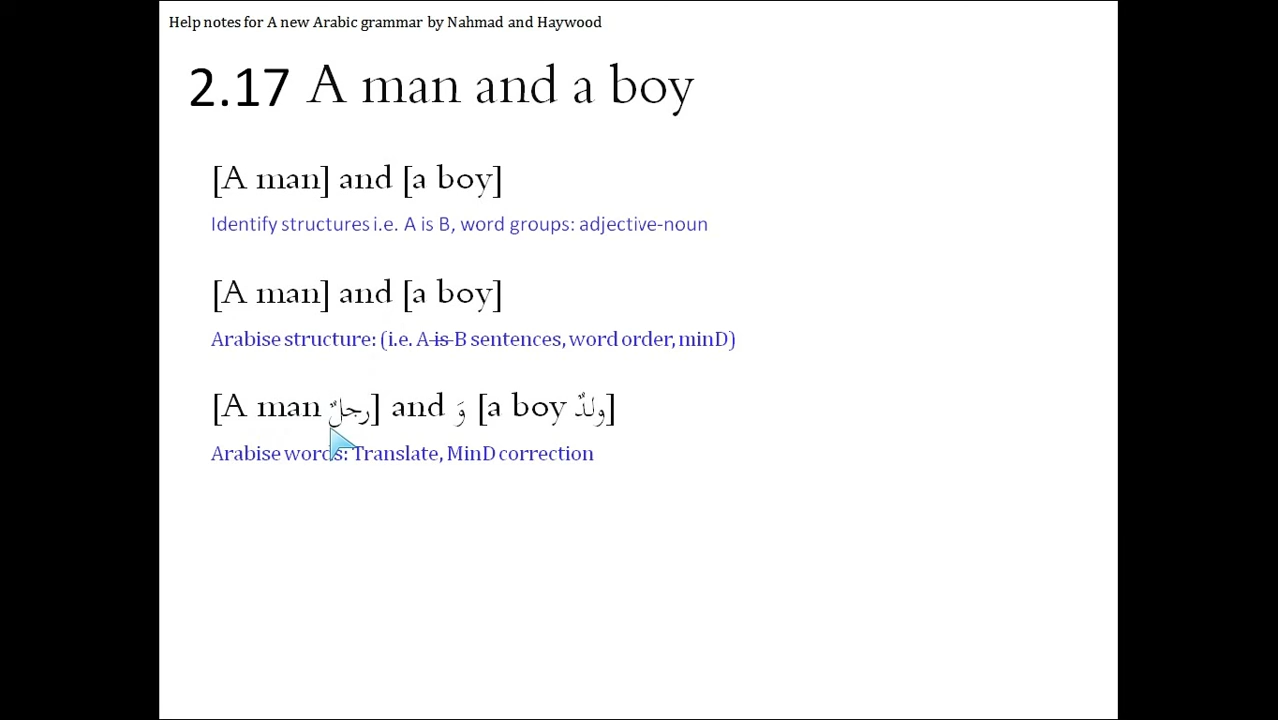 Help notes for A new Arabic grammar by Nahmad and Haywood
2.17 A man and a boy
[A man] and [a boy]
Identify structures i.e. A is B, word groups: adjective-noun
[A man] and [a boy]
Arabise structure: (i.e. A is B sentences, word order, minD)
[A man رجلٌ] and وَ [a boy ولدٌ]
Arabise words: Translate, MinD correction